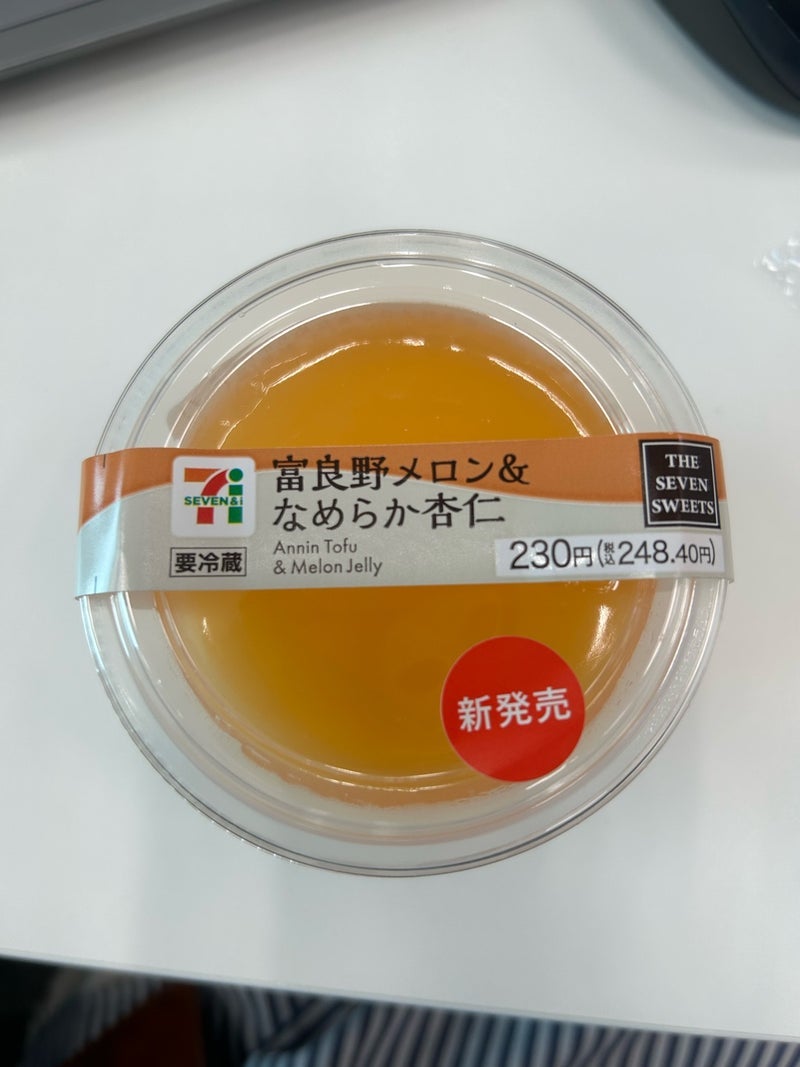 SEVEN&i
富良野メロン&
なめらか杏仁
要冷蔵
Annin Tofu
& Melon Jelly
THE
SEVEN
SWEETS
230円(税込248.40円)
新発売